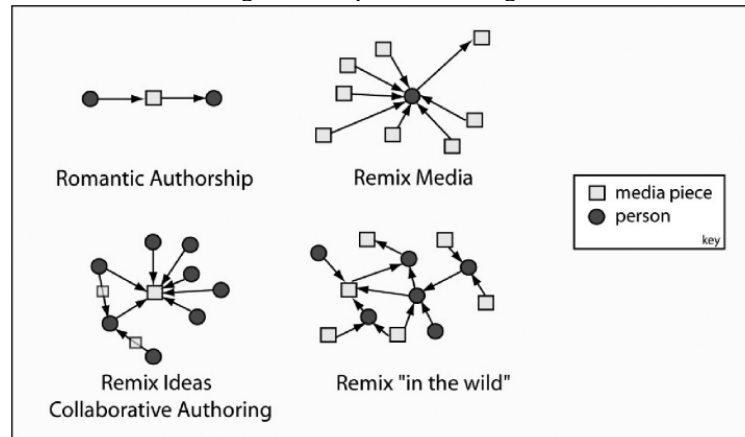 Romantic Authorship
Remix Media
media piece
person
key
Remix Ideas
Collaborative Authoring
Remix "in the wild"